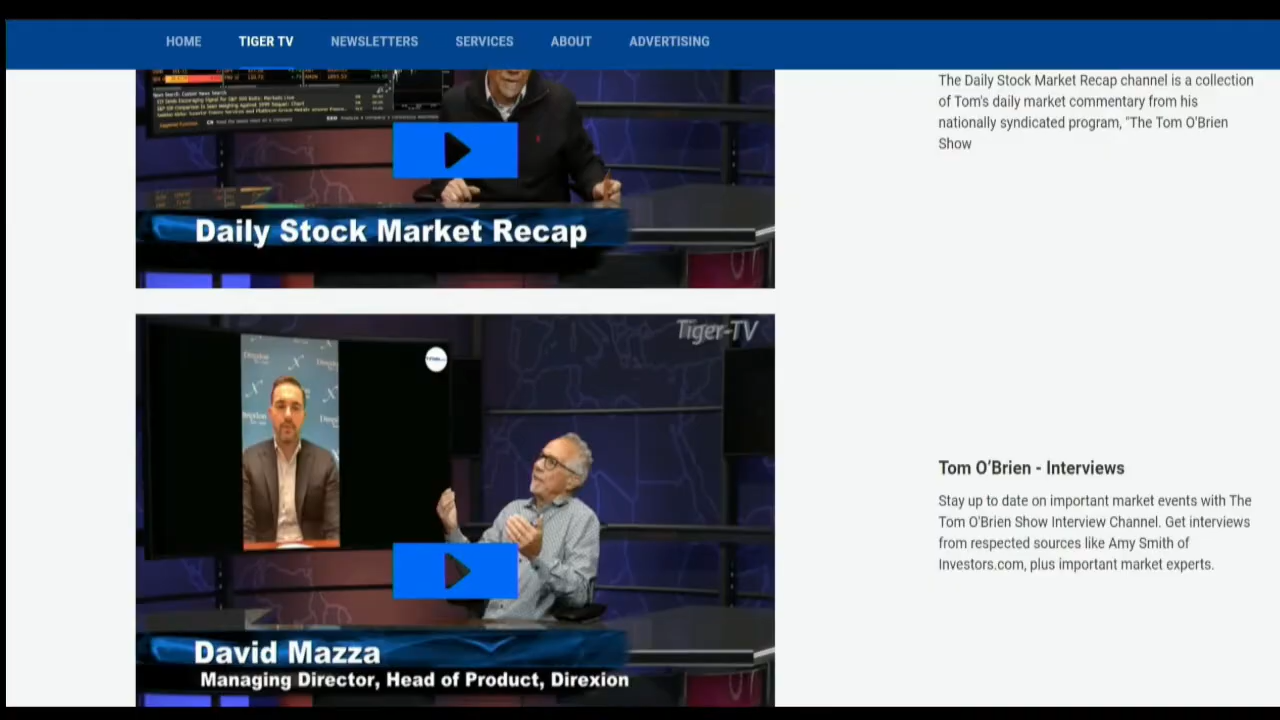 HOME TIGER TV NEWSLETTERS SERVICES ABOUT ADVERTISING
The Daily Stock Market Recap channel is a collection
of Tom's daily market commentary from his
nationally syndicated program, "The Tom O'Brien
Show
Daily Stock Market Recap
Tiger-TV
Direxion
Tom O’Brien - Interviews
Stay up to date on important market events with The
Tom O'Brien Show Interview Channel. Get interviews
from respected sources like Amy Smith of
Investors.com, plus important market experts.
David Mazza
Managing Director, Head of Product, Direxion